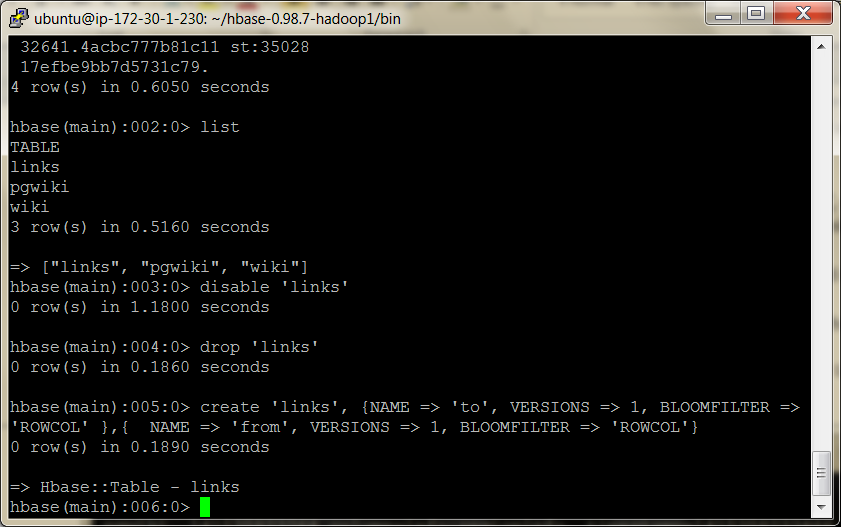 ubuntu@ip-172-30-1-230: ~/hbase-0.98.7-hadoop1/bin
32641.4acbc777b81c11 st:35028
17efbe9bb7d5731c79.
4 row(s) in 0.6050 seconds
hbase(main):002:0> list
TABLE
links
pgwiki
wiki
3 row(s) in 0.5160 seconds
=> ["links", "pgwiki", "wiki"]
hbase(main):003:0> disable 'links'
0 row(s) in 1.1800 seconds
hbase(main):004:0> drop 'links'
0 row(s) in 0.1860 seconds
hbase(main):005:0> create 'links', {NAME => 'to', VERSIONS => 1, BLOOMFILTER =>
'ROWCOL' },{  NAME => 'from', VERSIONS => 1, BLOOMFILTER => 'ROWCOL'}
0 row(s) in 0.1890 seconds
=> Hbase::Table - links
hbase(main):006:0>